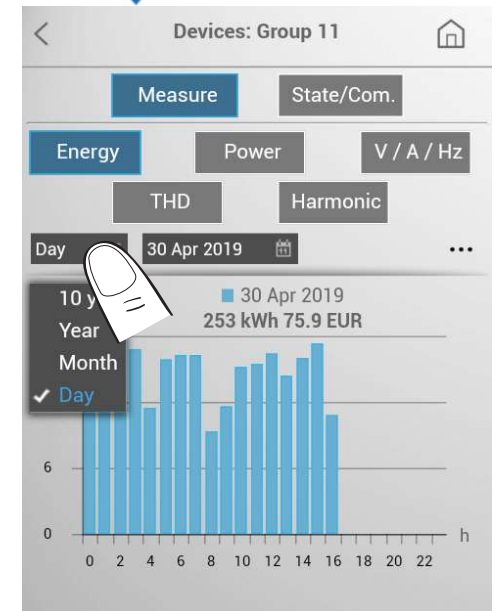 Devices: Group 11
Measure State/Com.
Energy Power V / A / Hz
THD Harmonic
Day 30 Apr 2019 ...
10 y
Year
Month
Day
30 Apr 2019
253 kWh 75.9 EUR
6
0
h
0 2 4 6 8 10 12 14 16 18 20 22